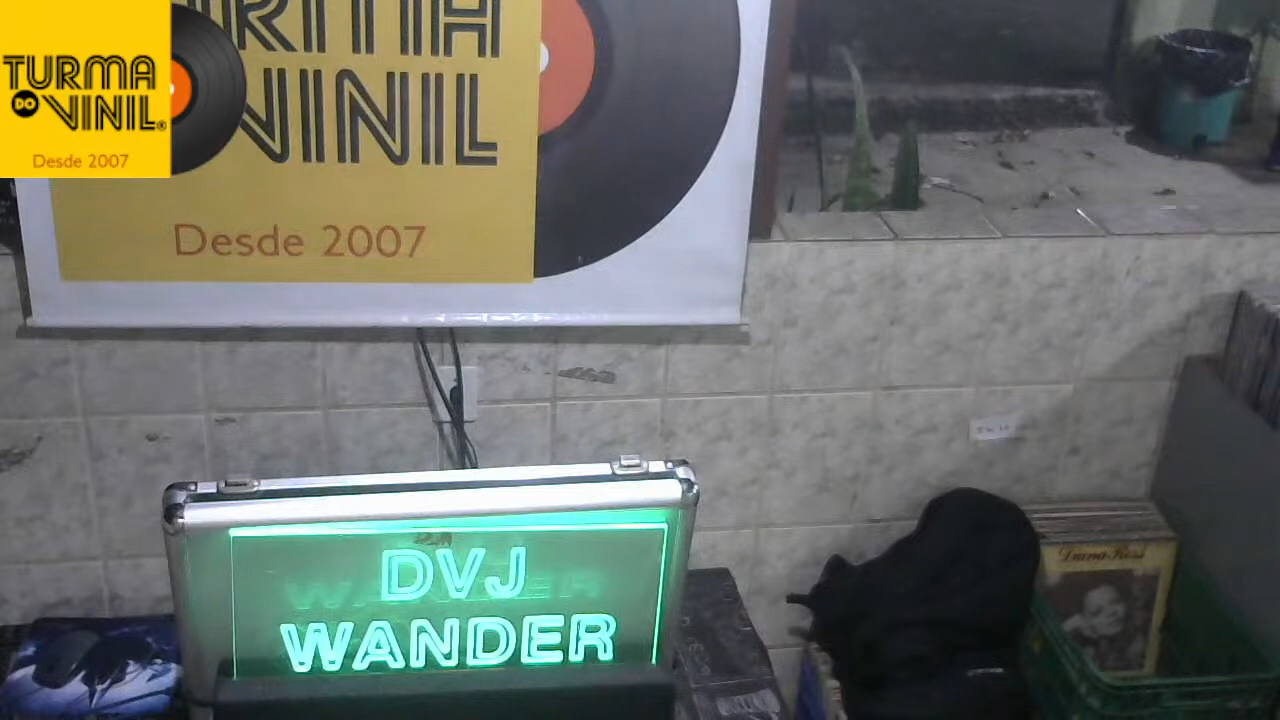 TURMA
DO VINIL®
Desde 2007
VINIL
Desde 2007
DVJ
WANDER
Diana Ross